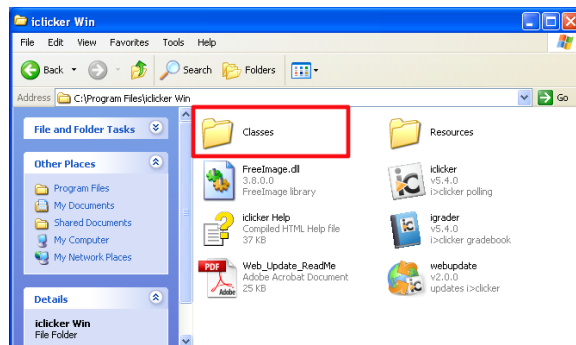 iclicker Win
File Edit View Favorites Tools Help
Back Search Folders
Address C:\Program Files\iclicker Win Go
File and Folder Tasks
Other Places
Program Files
My Documents
Shared Documents
My Computer
My Network Places
Details
iclicker Win
File Folder
Classes
Resources
FreeImage.dll
3.8.0.0
FreeImage library
iclicker
v5.4.0
i>clicker polling
iclicker Help
Compiled HTML Help file
37 KB
igrader
v5.4.0
i>clicker gradebook
PDF
Adobe
Web_Update_ReadMe
Adobe Acrobat Document
25 KB
webupdate
v2.0.0
updates i>clicker